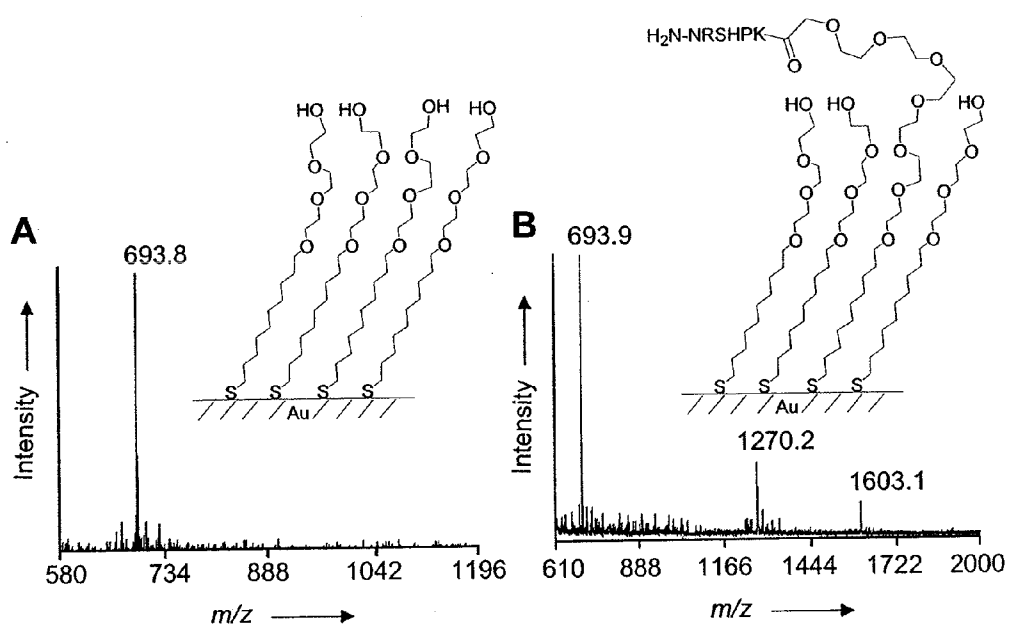 A
693.8
HO HO OH HO
O O O O
O O O O
O O O O
S S S S
Au
Intensity
580 734 888 1042 1196
m/z
B
693.9
H₂N-NRSHPK
O O O
O
O
HO HO HO
O O O O
O O O O
O O O O
S S S S
Au
1270.2
1603.1
Intensity
610 888 1166 1444 1722 2000
m/z